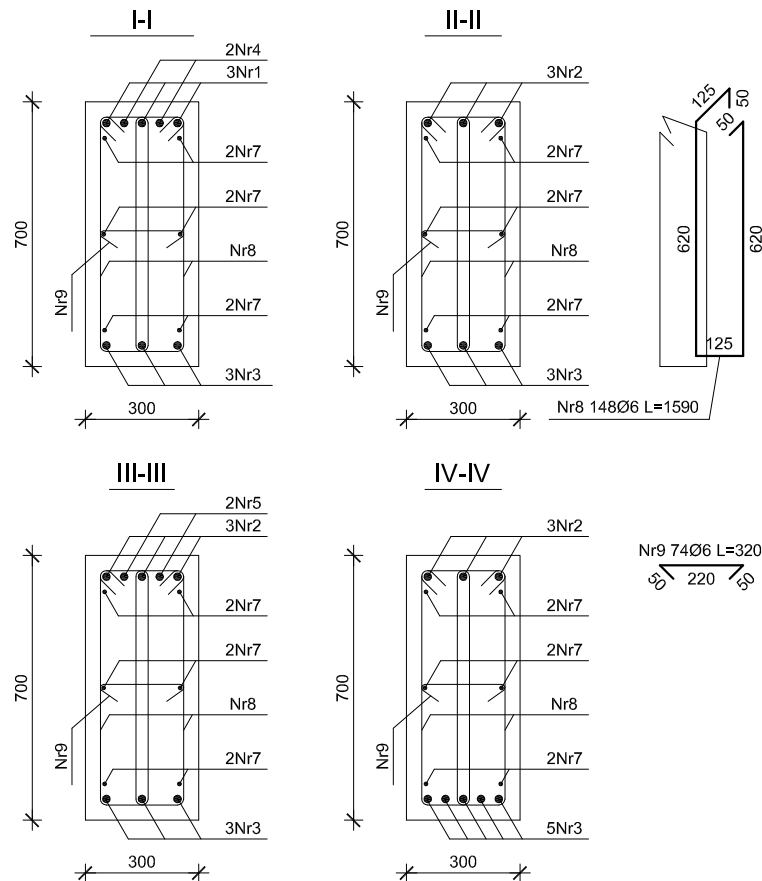 I-I
2Nr4
3Nr1
2Nr7
2Nr7
Nr8
Nr9
2Nr7
3Nr3
700
300
II-II
3Nr2
2Nr7
2Nr7
Nr8
Nr9
2Nr7
3Nr3
700
300
125
50
50
620
620
125
Nr8 148Ø6 L=1590
III-III
2Nr5
3Nr2
2Nr7
2Nr7
Nr8
Nr9
2Nr7
3Nr3
700
300
IV-IV
3Nr2
2Nr7
2Nr7
Nr8
Nr9
2Nr7
5Nr3
700
300
Nr9 74Ø6 L=320
50
220
50